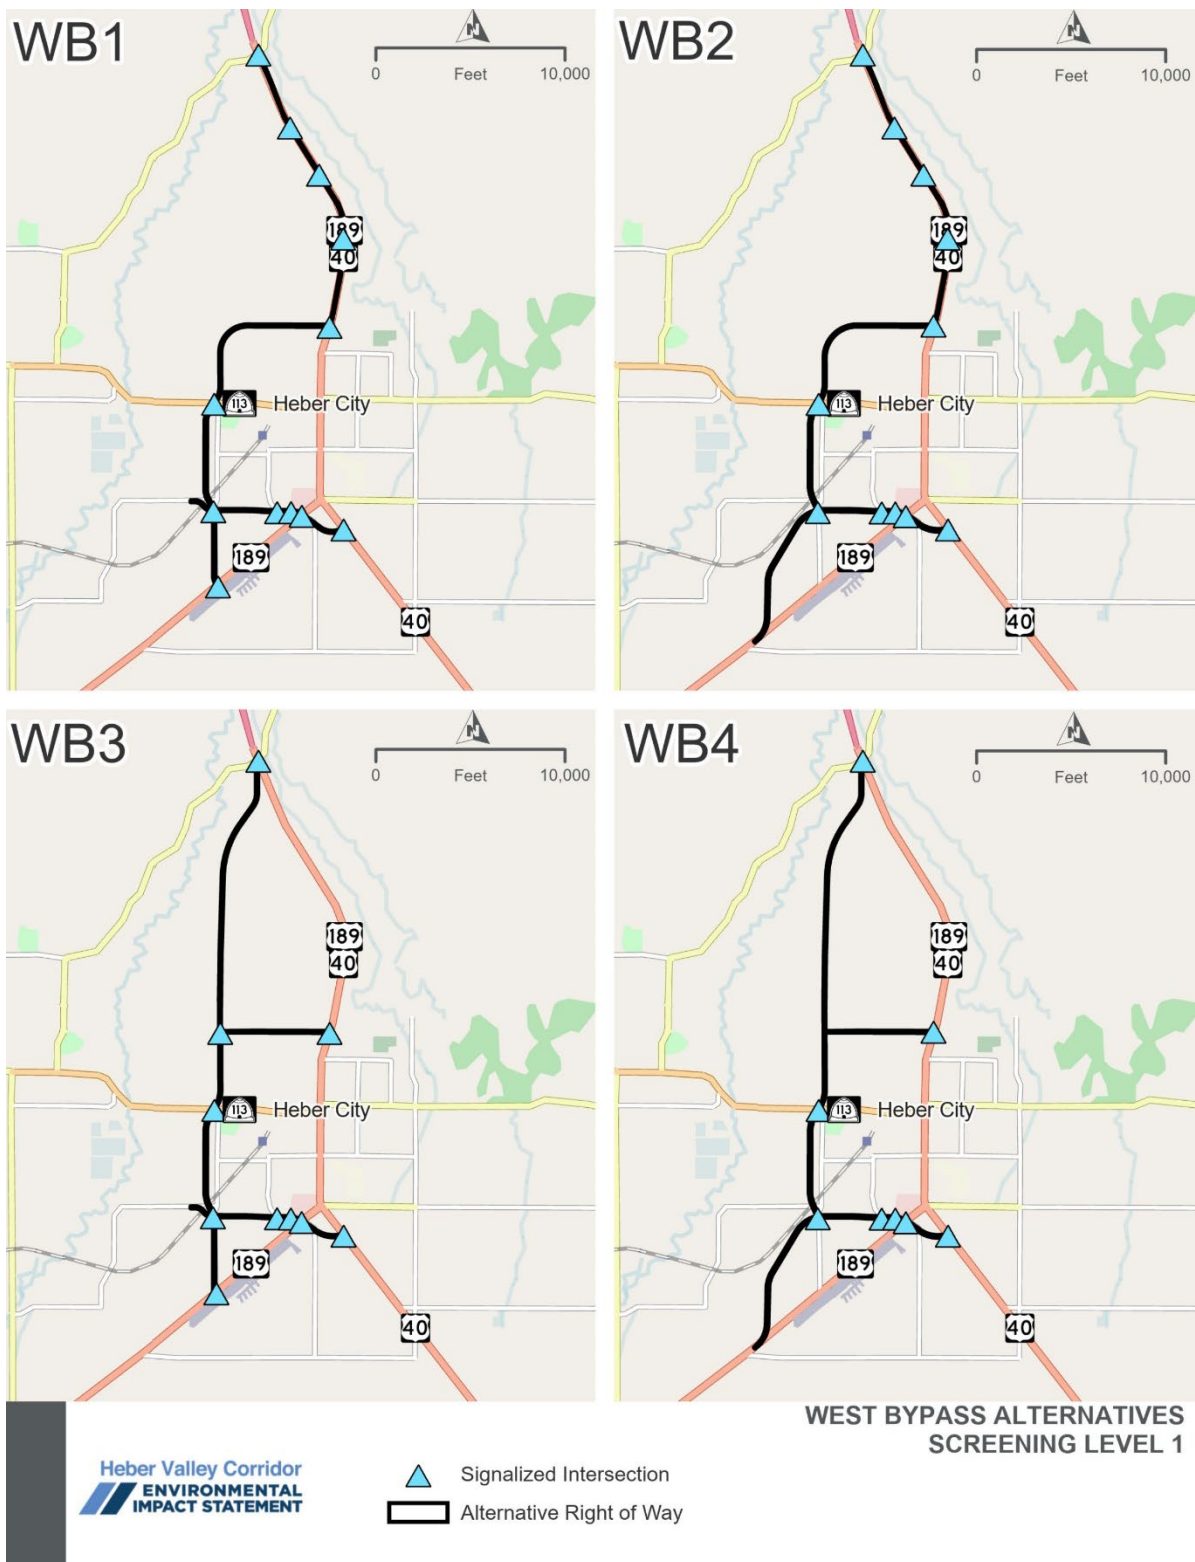 WB1
N
0 10,000
Feet
189
40
113 Heber City
189
40
WB2
N
0 10,000
Feet
189
40
113 Heber City
189
40
WB3
N
0 10,000
Feet
189
40
113 Heber City
189
40
WB4
N
0 10,000
Feet
189
40
113 Heber City
189
40
WEST BYPASS ALTERNATIVES
SCREENING LEVEL 1
Heber Valley Corridor
ENVIRONMENTAL
IMPACT STATEMENT
Signalized Intersection
Alternative Right of Way